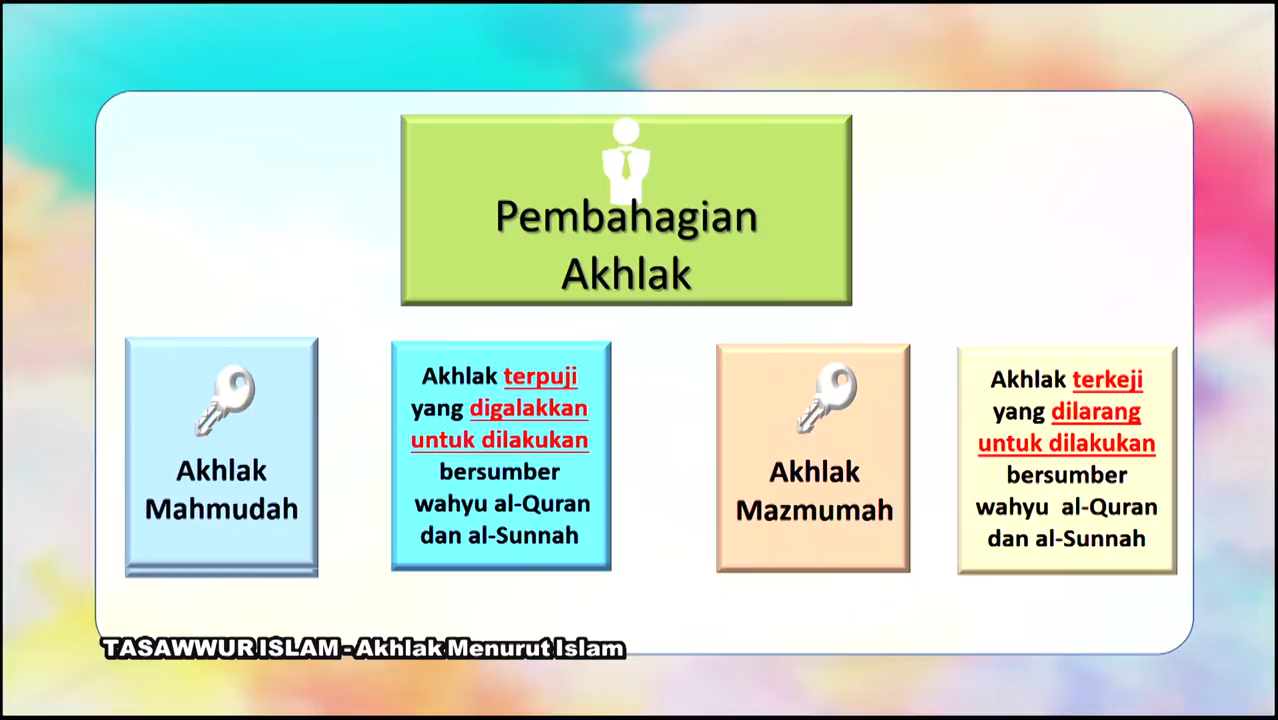 Pembahagian
Akhlak
Akhlak
Mahmudah
Akhlak terpuji
yang digalakkan
untuk dilakukan
bersumber
wahyu al-Quran
dan al-Sunnah
Akhlak
Mazmumah
Akhlak terkeji
yang dilarang
untuk dilakukan
bersumber
wahyu al-Quran
dan al-Sunnah
TASAWWUR ISLAM - Akhlak Menurut Islam